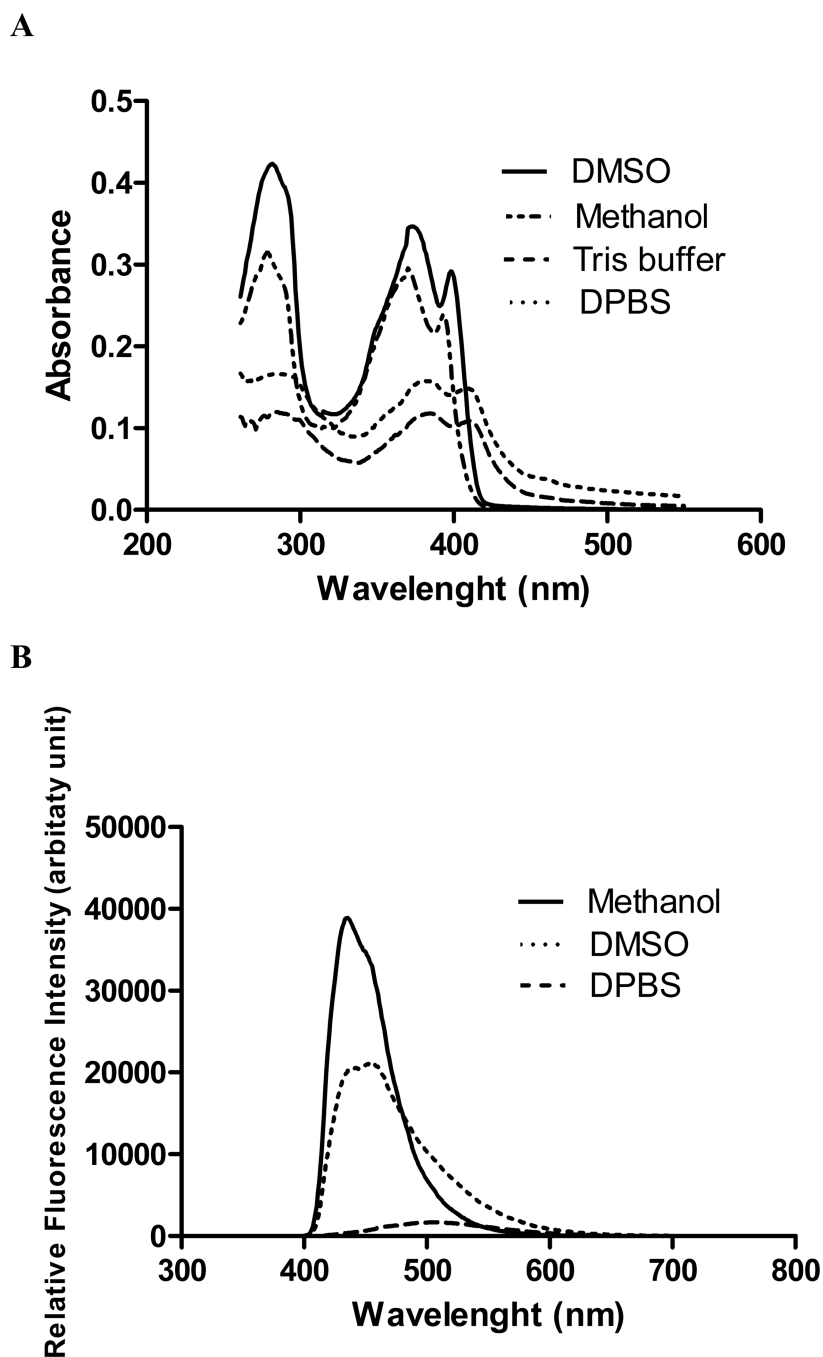 A
0.5
0.4
0.3
0.2
0.1
0.0
Absorbance
DMSO
Methanol
Tris buffer
DPBS
200 300 400 500 600
Wavelenght (nm)
B
Relative Fluorescence Intensity (arbitaty unit)
50000
40000
30000
20000
10000
0
Methanol
DMSO
DPBS
300 400 500 600 700 800
Wavelenght (nm)